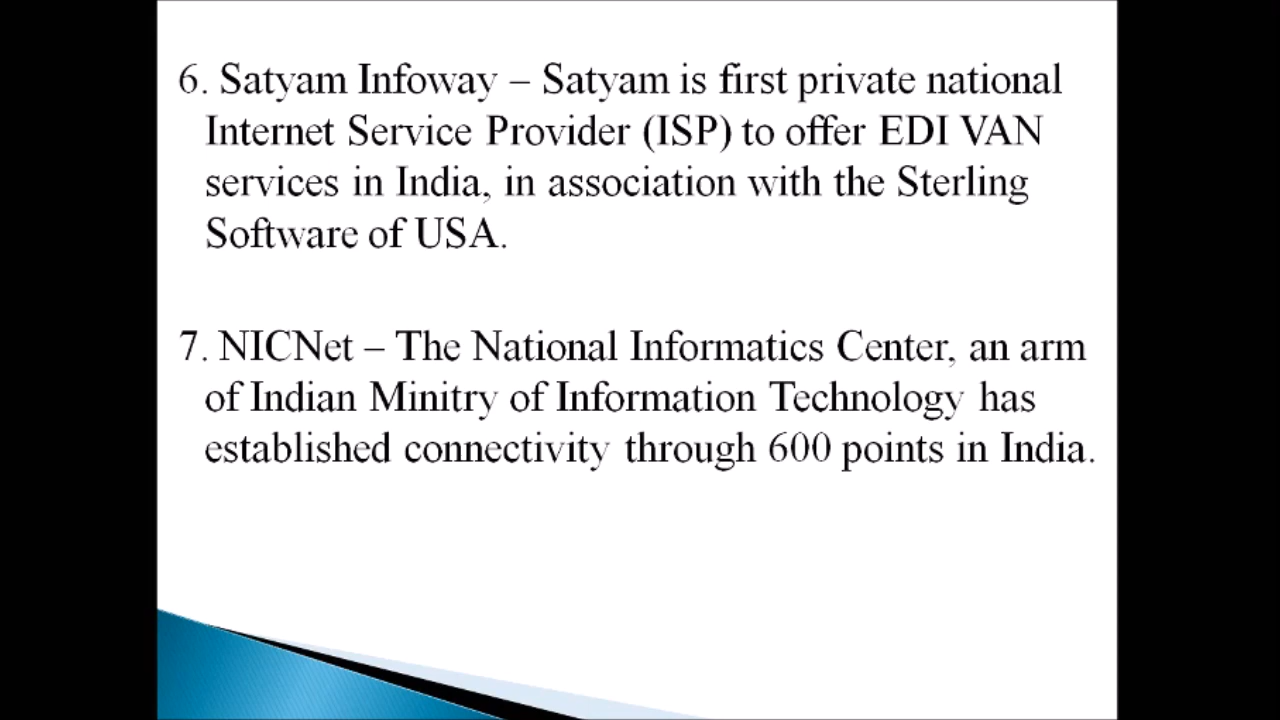 6. Satyam Infoway – Satyam is first private national
Internet Service Provider (ISP) to offer EDI VAN
services in India, in association with the Sterling
Software of USA.
7. NICNet – The National Informatics Center, an arm
of Indian Minitry of Information Technology has
established connectivity through 600 points in India.